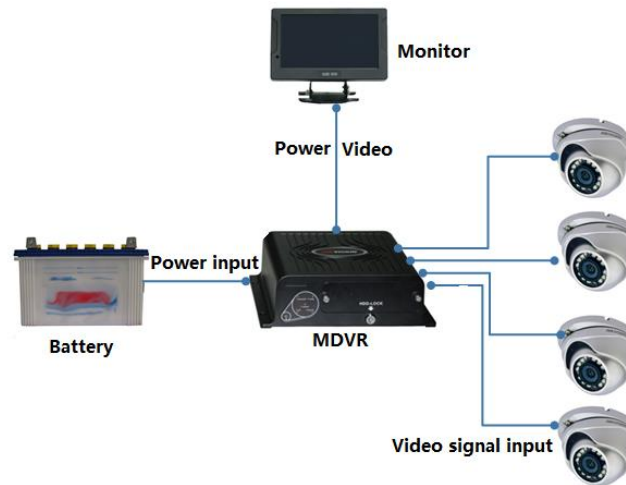 Monitor
Power Video
Power input
Battery
HDD-LOCK
MDVR
Video signal input